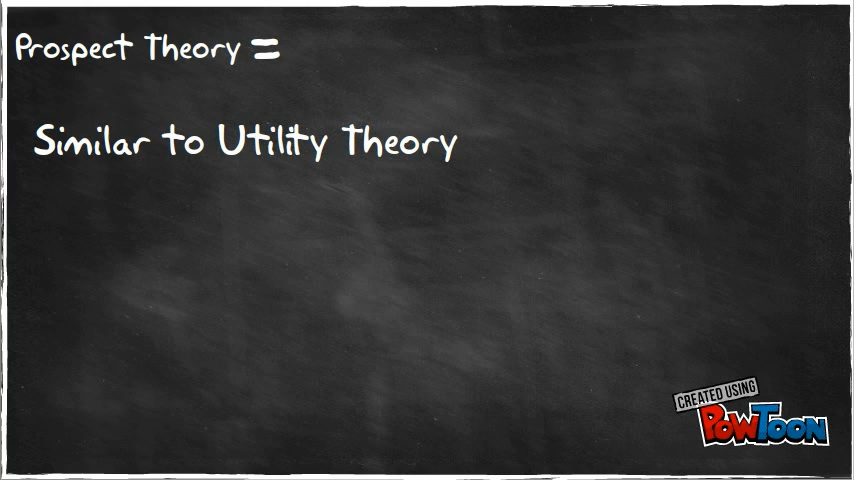 Prospect Theory =
Similar to Utility Theory
CREATED USING
POWTOON